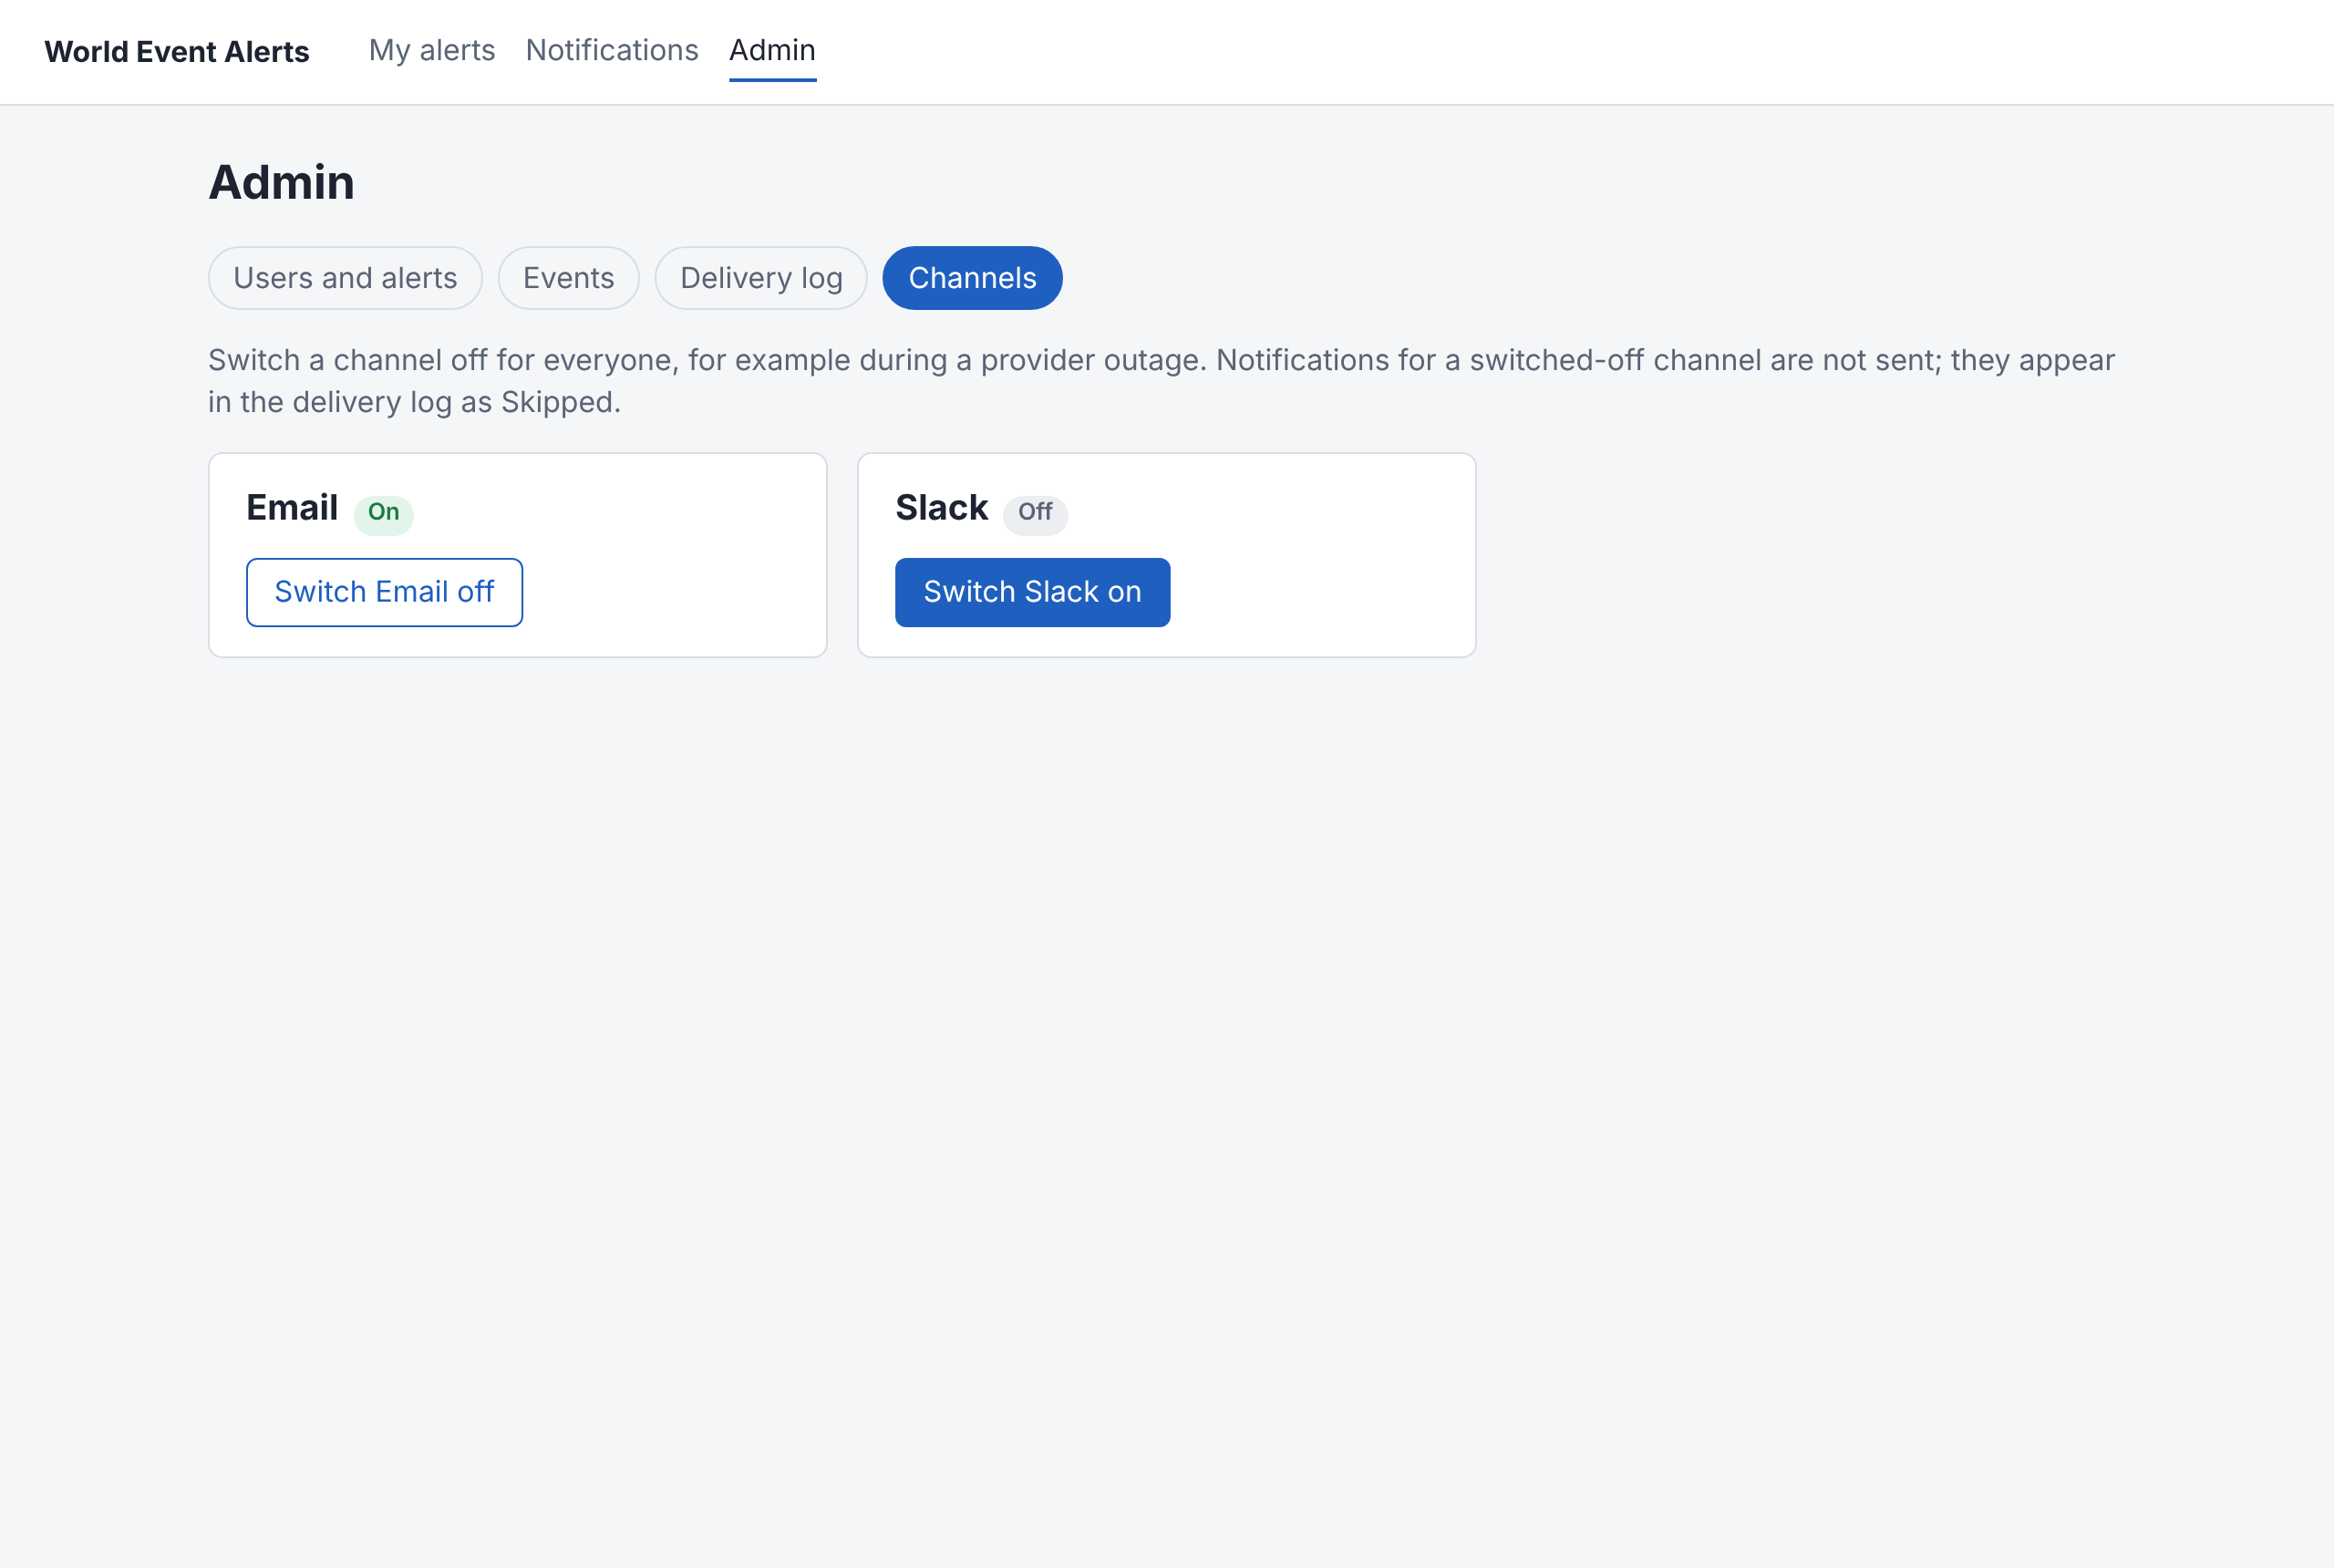 World Event Alerts My alerts Notifications Admin
Admin
Users and alerts Events Delivery log Channels
Switch a channel off for everyone, for example during a provider outage. Notifications for a switched-off channel are not sent; they appear
in the delivery log as Skipped.
Email On
Switch Email off
Slack Off
Switch Slack on